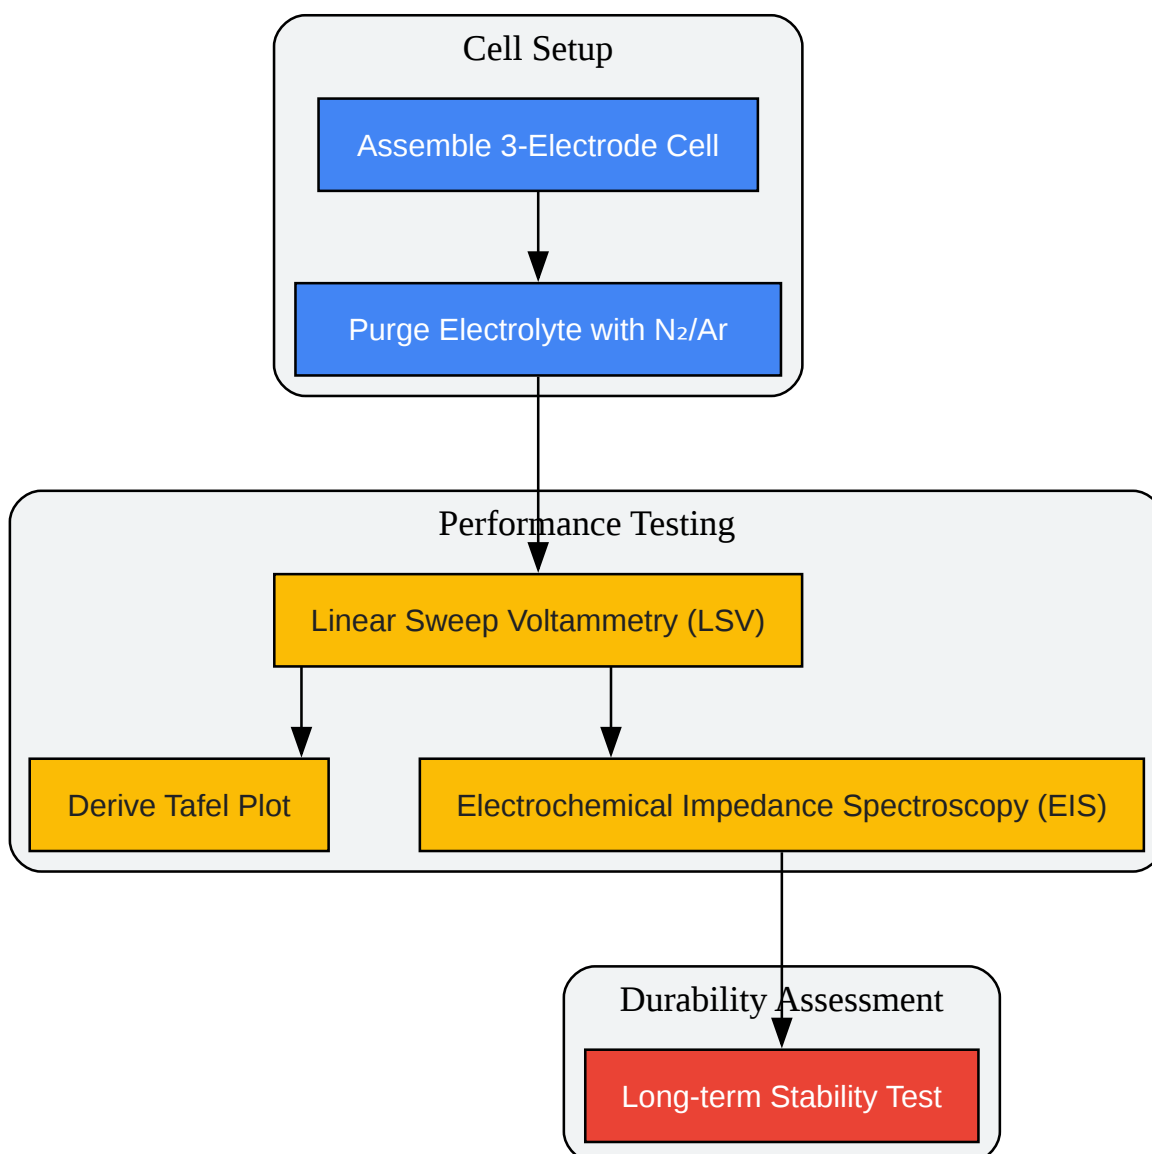 Cell Setup
Assemble 3-Electrode Cell
Purge Electrolyte with N₂/Ar
Performance Testing
Linear Sweep Voltammetry (LSV)
Derive Tafel Plot
Electrochemical Impedance Spectroscopy (EIS)
Durability Assessment
Long-term Stability Test